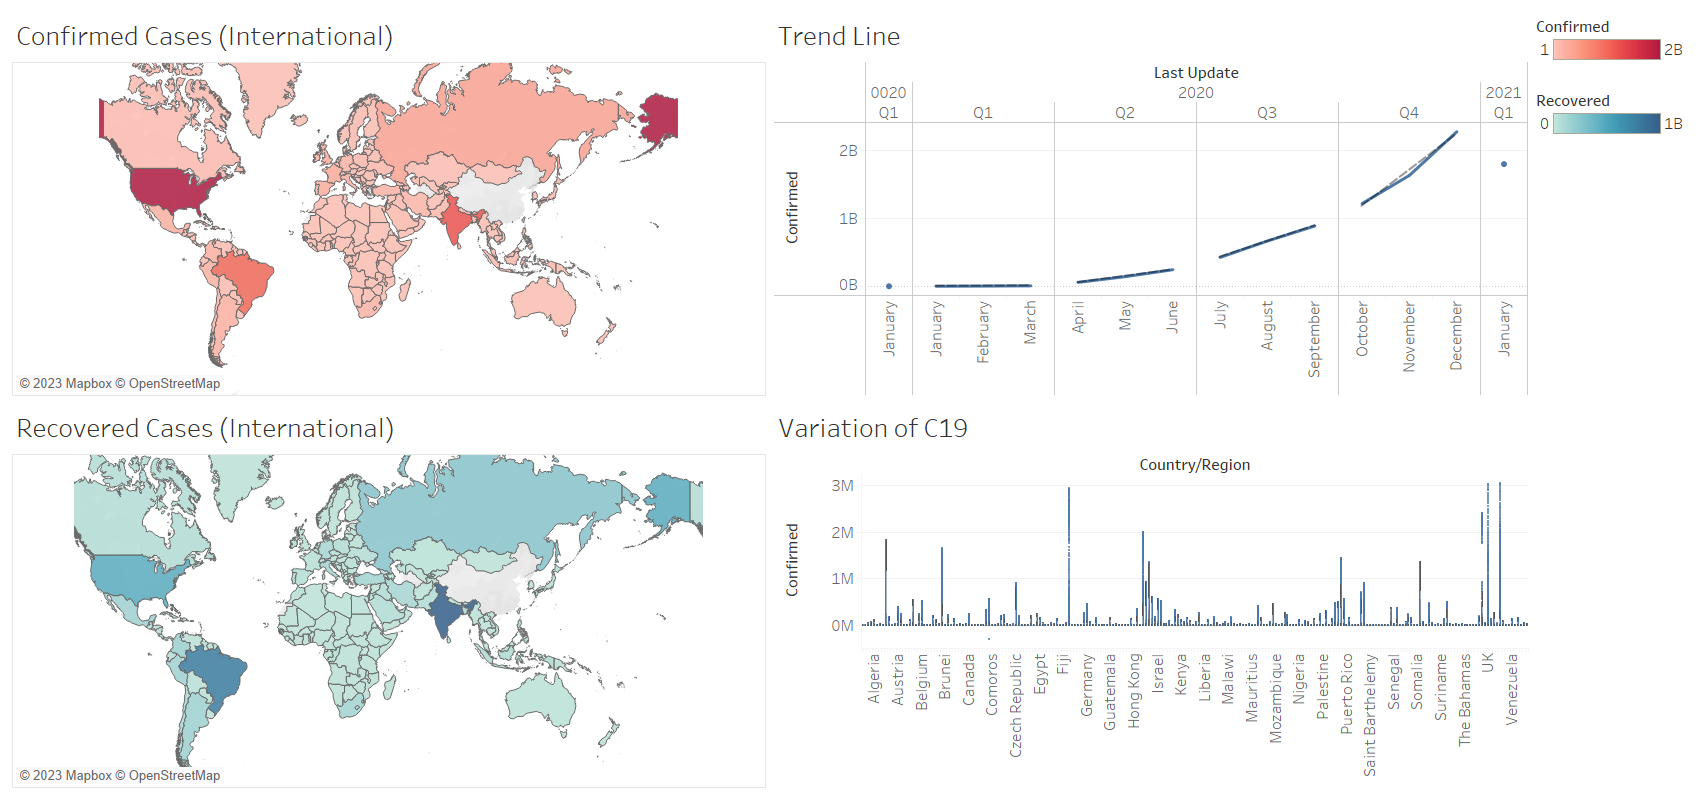 Confirmed Cases (International)
© 2023 Mapbox © OpenStreetMap
Trend Line
Last Update
0020
2020
2021
Q1
Q1
Q2
Q3
Q4
Q1
Confirmed
2B
1B
0B
January
January
February
March
April
May
June
July
August
September
October
November
December
January
Confirmed
1
2B
Recovered
0
1B
Recovered Cases (International)
© 2023 Mapbox © OpenStreetMap
Variation of C19
Country/Region
Confirmed
3M
2M
1M
0M
Algeria
Austria
Belgium
Brunei
Canada
Comoros
Czech Republic
Egypt
Fiji
Germany
Guatemala
Hong Kong
Israel
Kenya
Liberia
Malawi
Mauritius
Mozambique
Nigeria
Palestine
Puerto Rico
Saint Barthelemy
Senegal
Somalia
Suriname
The Bahamas
UK
Venezuela